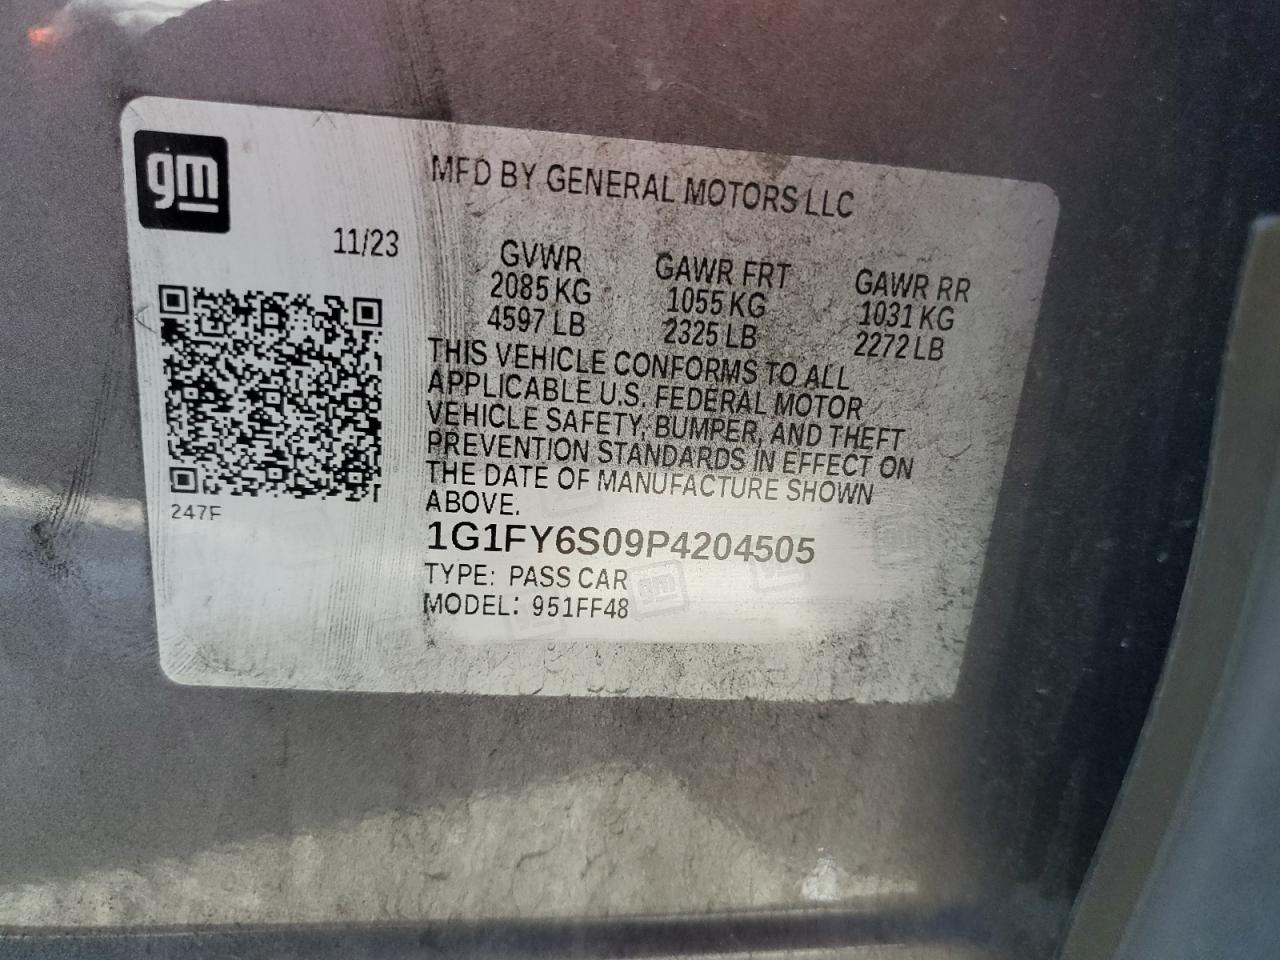 gm
MFD BY GENERAL MOTORS LLC
11/23
GVWR GAWR FRT GAWR RR
2085 KG 1055 KG 1031 KG
4597 LB 2325 LB 2272 LB
THIS VEHICLE CONFORMS TO ALL
APPLICABLE U.S. FEDERAL MOTOR
VEHICLE SAFETY, BUMPER, AND THEFT
PREVENTION STANDARDS IN EFFECT ON
THE DATE OF MANUFACTURE SHOWN
ABOVE.
247F
1G1FY6S09P4204505
TYPE: PASS CAR
MODEL: 951FF48
gm